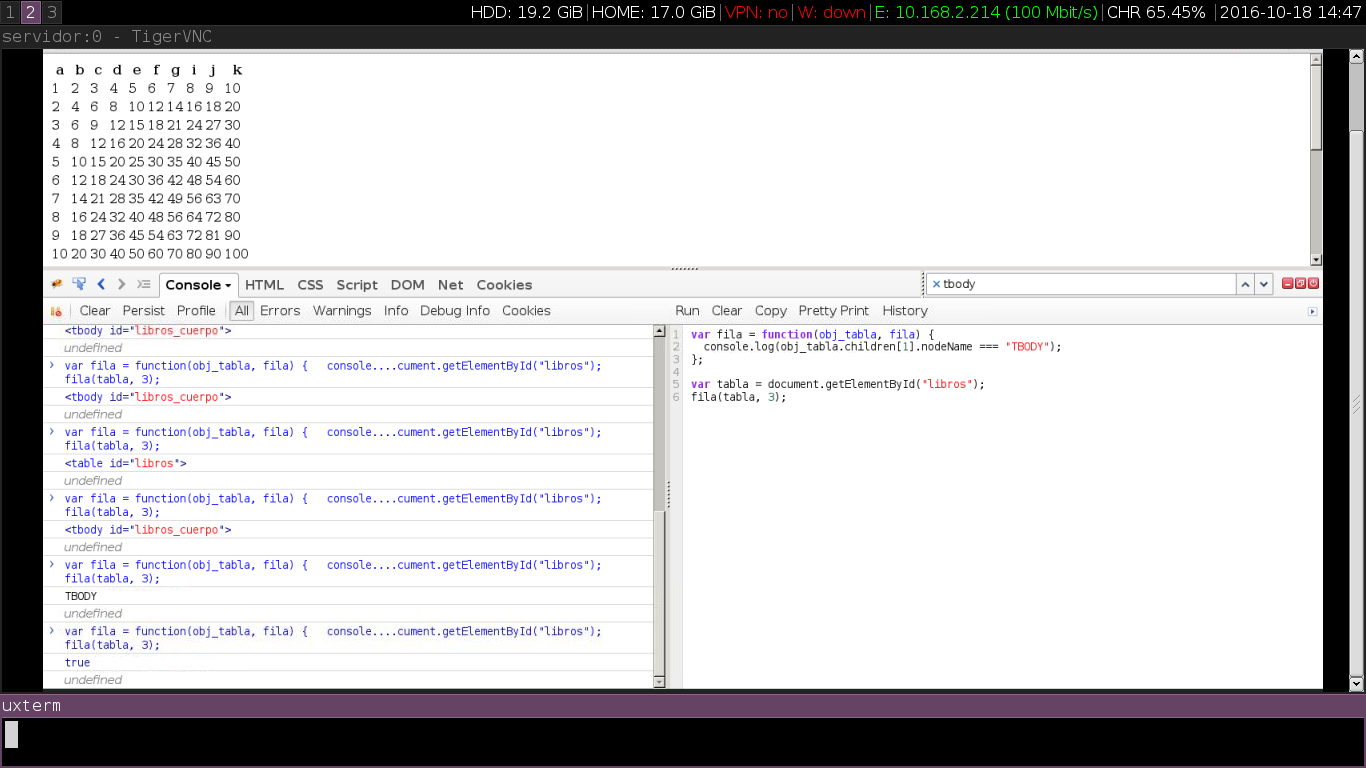 1 2 3 HDD: 19.2 GiB|HOME: 17.0 GiB|VPN: no|W: down|E: 10.168.2.214 (100 Mbit/s)|CHR 65.45% |2016-10-18 14:47
servidor:0 - TigerVNC
a b c d e f g i j k
1 2 3 4 5 6 7 8 9 10
2 4 6 8 10 12 14 16 18 20
3 6 9 12 15 18 21 24 27 30
4 8 12 16 20 24 28 32 36 40
5 10 15 20 25 30 35 40 45 50
6 12 18 24 30 36 42 48 54 60
7 14 21 28 35 42 49 56 63 70
8 16 24 32 40 48 56 64 72 80
9 18 27 36 45 54 63 72 81 90
10 20 30 40 50 60 70 80 90 100
Console HTML CSS Script DOM Net Cookies
tbody
Clear Persist Profile All Errors Warnings Info Debug Info Cookies
Run Clear Copy Pretty Print History
<tbody id="libros_cuerpo">
undefined
var fila = function(obj_tabla, fila) {   console....cument.getElementById("libros");
fila(tabla, 3);
<tbody id="libros_cuerpo">
undefined
var fila = function(obj_tabla, fila) {   console....cument.getElementById("libros");
fila(tabla, 3);
<table id="libros">
undefined
var fila = function(obj_tabla, fila) {   console....cument.getElementById("libros");
fila(tabla, 3);
<tbody id="libros_cuerpo">
undefined
var fila = function(obj_tabla, fila) {   console....cument.getElementById("libros");
fila(tabla, 3);
TBODY
undefined
var fila = function(obj_tabla, fila) {   console....cument.getElementById("libros");
fila(tabla, 3);
true
undefined
1 var fila = function(obj_tabla, fila) {
2   console.log(obj_tabla.children[1].nodeName === "TBODY");
3 };
4
5 var tabla = document.getElementById("libros");
6 fila(tabla, 3);
uxterm